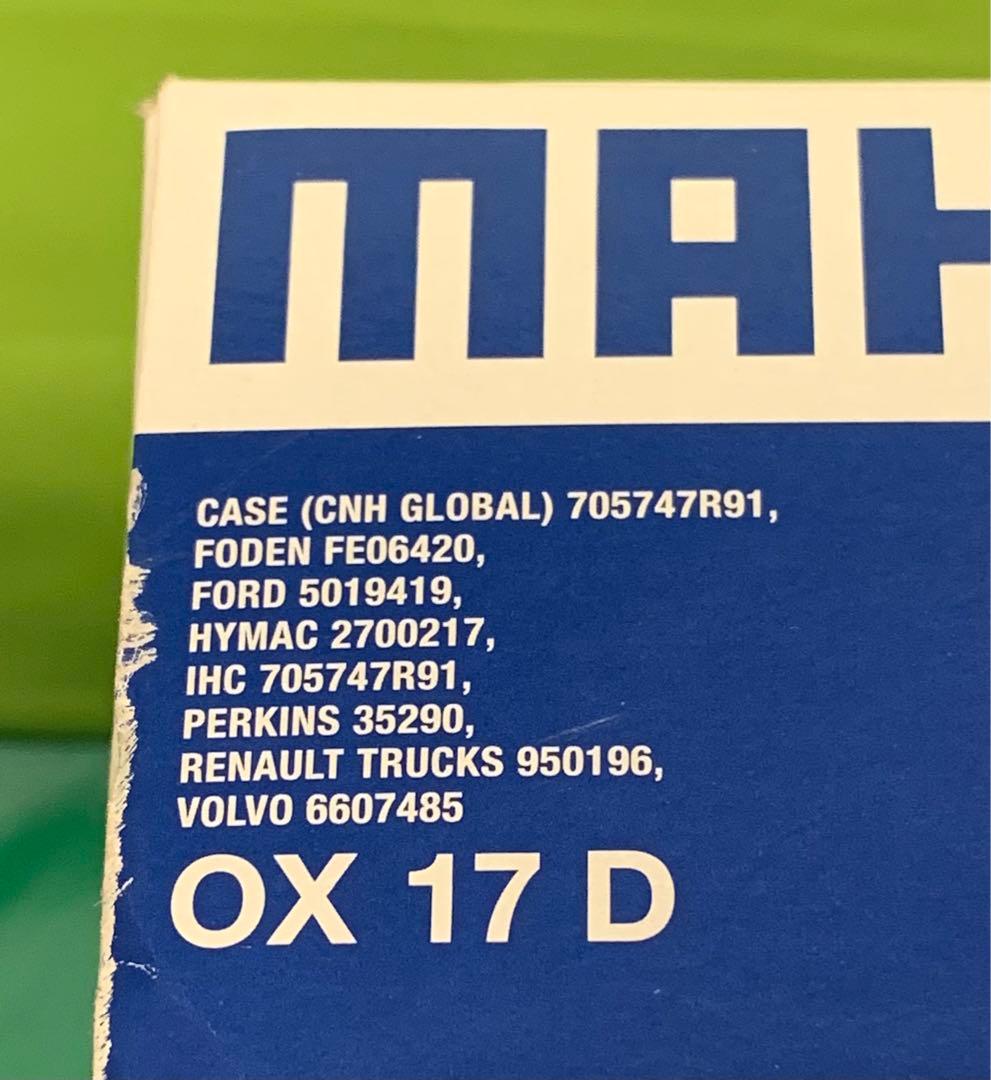 MAH
CASE (CNH GLOBAL) 705747R91,
FODEN FE06420,
FORD 5019419,
HYMAC 2700217,
IHC 705747R91,
PERKINS 35290,
RENAULT TRUCKS 950196,
VOLVO 6607485
OX 17 D